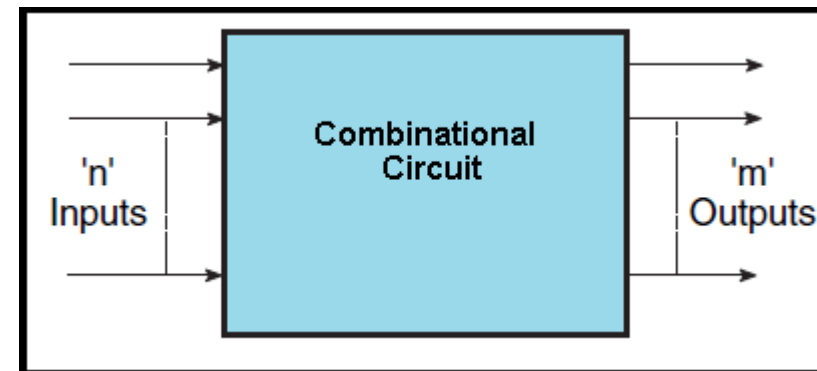 Combinational
Circuit
'n'
Inputs
'm'
Outputs